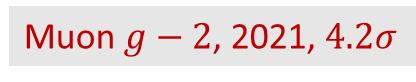 Muon g − 2, 2021, 4.2σ